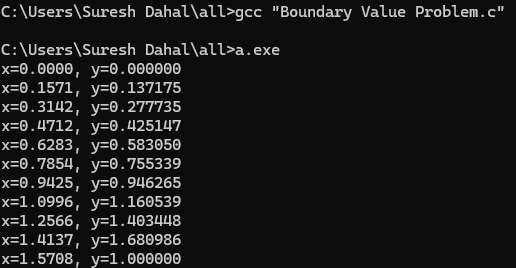 C:\Users\Suresh Dahal\all>gcc "Boundary Value Problem.c"
C:\Users\Suresh Dahal\all>a.exe
x=0.0000, y=0.000000
x=0.1571, y=0.137175
x=0.3142, y=0.277735
x=0.4712, y=0.425147
x=0.6283, y=0.583050
x=0.7854, y=0.755339
x=0.9425, y=0.946265
x=1.0996, y=1.160539
x=1.2566, y=1.403448
x=1.4137, y=1.680986
x=1.5708, y=1.000000